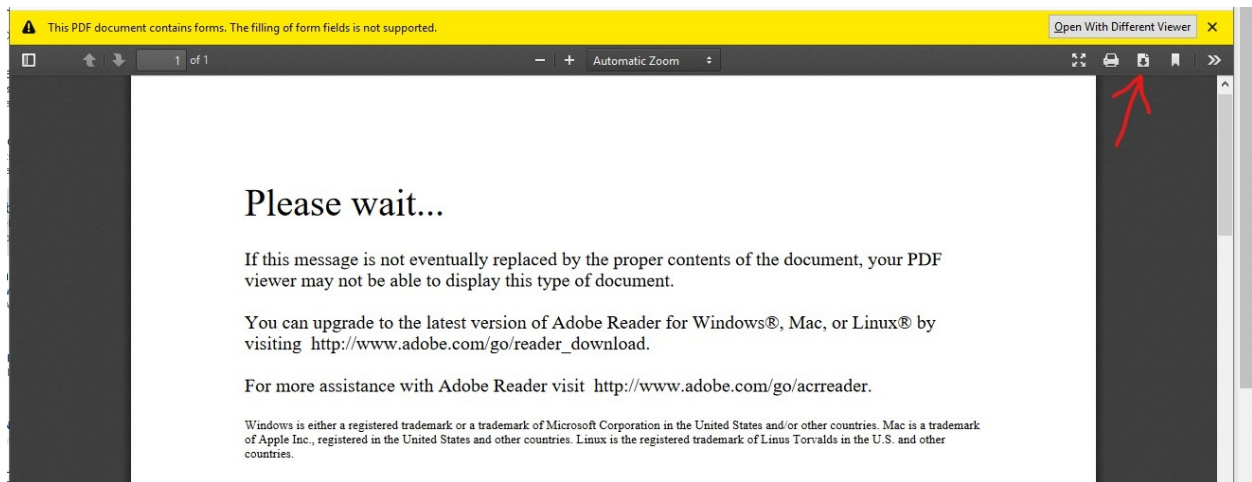 This PDF document contains forms. The filling of form fields is not supported.
Open With Different Viewer
1 of 1
Automatic Zoom
Please wait...
If this message is not eventually replaced by the proper contents of the document, your PDF
viewer may not be able to display this type of document.
You can upgrade to the latest version of Adobe Reader for Windows®, Mac, or Linux® by
visiting http://www.adobe.com/go/reader_download.
For more assistance with Adobe Reader visit http://www.adobe.com/go/acrreader.
Windows is either a registered trademark or a trademark of Microsoft Corporation in the United States and/or other countries. Mac is a trademark
of Apple Inc., registered in the United States and other countries. Linux is the registered trademark of Linus Torvalds in the U.S. and other
countries.